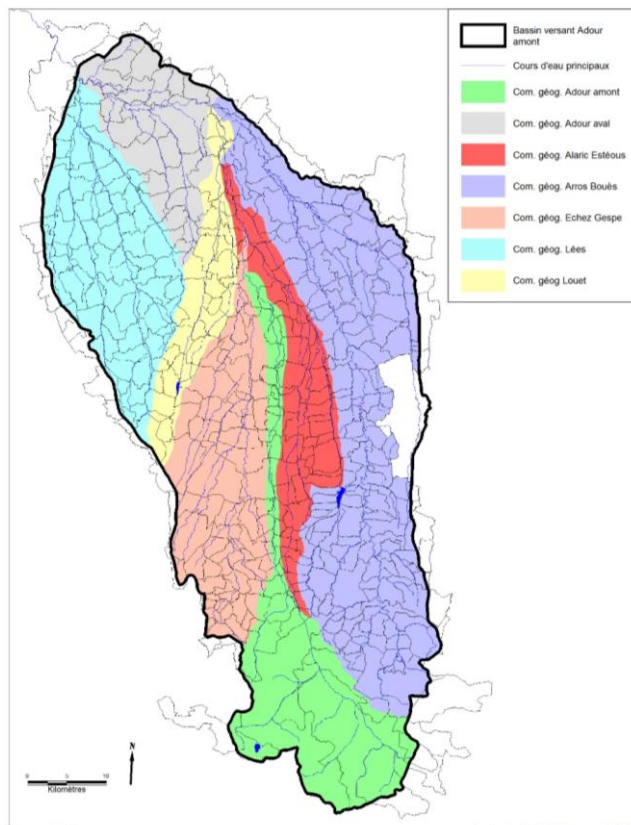 Bassin versant Adour
amont
Cours d'eau principaux
Com. géog. Adour amont
Com. géog. Adour aval
Com. géog. Alaric Estéous
Com. géog. Arros Bouès
Com. géog. Echez Gespe
Com. géog. Lées
Com. géog Louet
N
0 5 10
Kilomètres